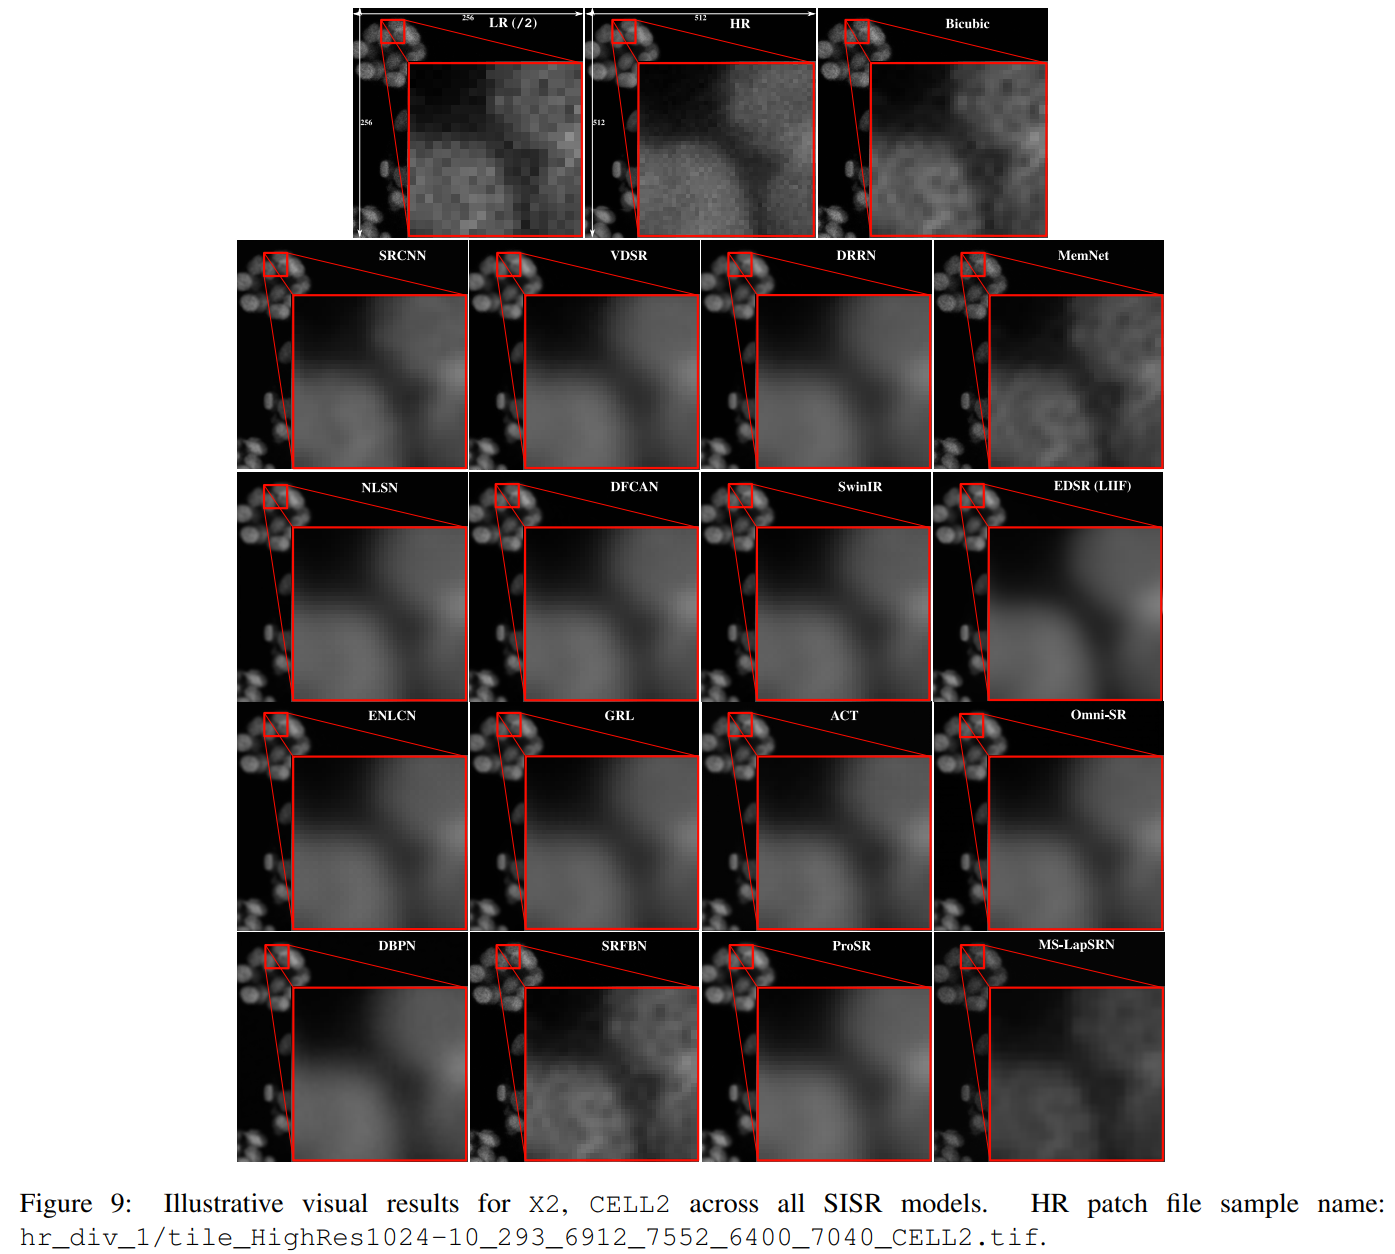 256 LR (/2) 512 HR Bicubic
256 512
SRCNN VDSR DRRN MemNet
NLSN DFCAN SwinIR EDSR (LIIF)
ENLCN GRL ACT Omni-SR
DBPN SRFBN ProSR MS-LapSRN
Figure 9: Illustrative visual results for X2, CELL2 across all SISR models. HR patch file sample name:
hr_div_1/tile_HighRes1024-10_293_6912_7552_6400_7040_CELL2.tif.